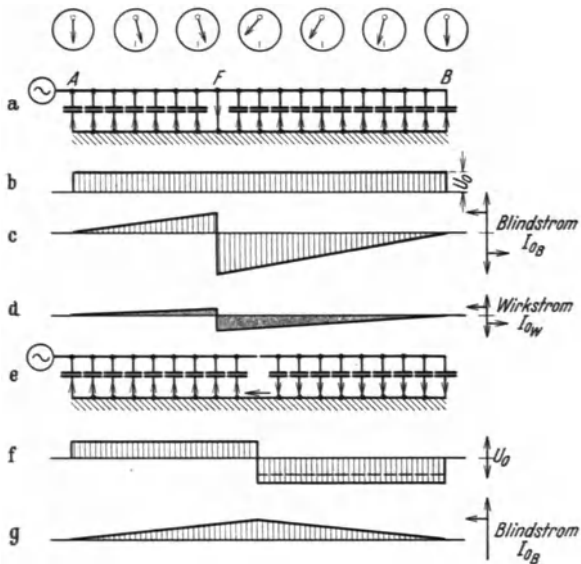 A F B
a
b U₀
c Blindstrom
I₀B
d Wirkstrom
I₀W
e
f U₀
g Blindstrom
I₀B